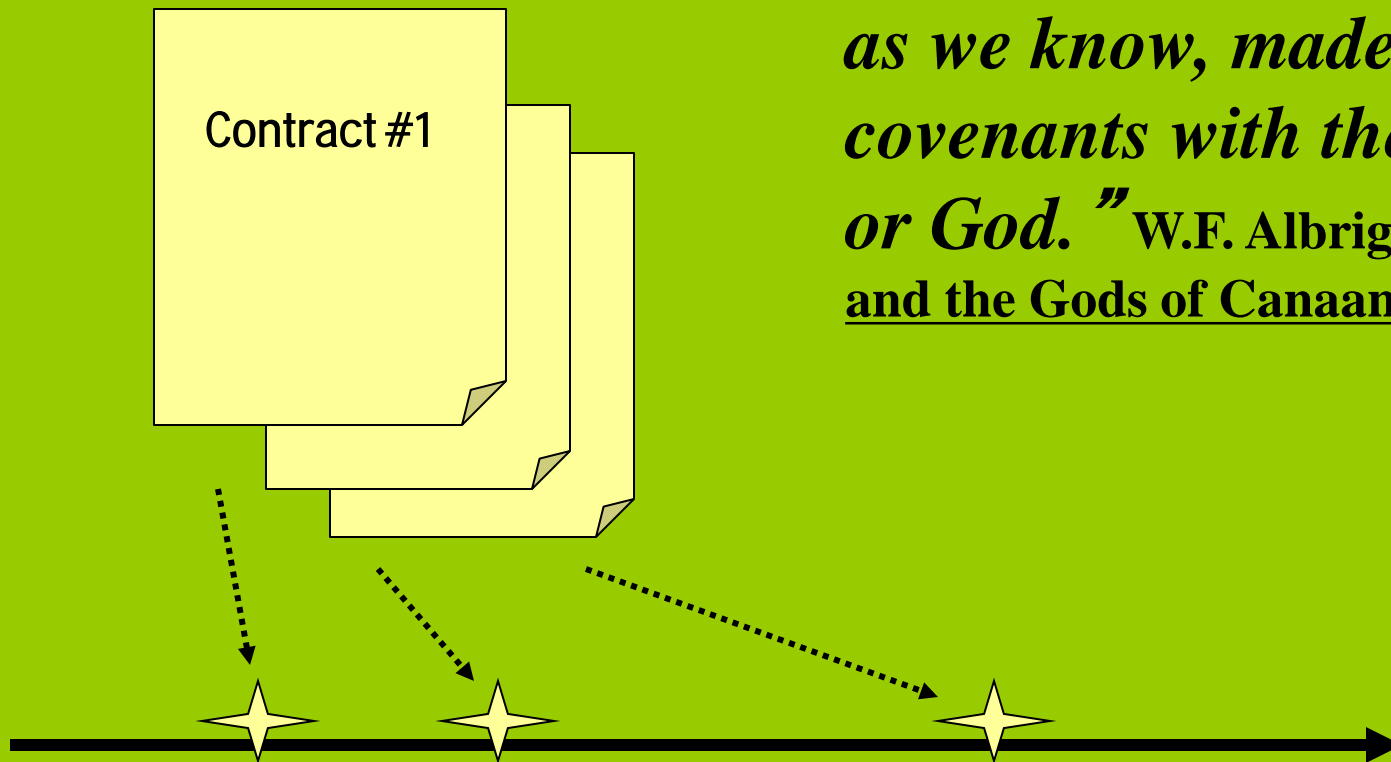 Contract #1
as we know, made
covenants with
or God.” W.F.
and the Gods of Canaan